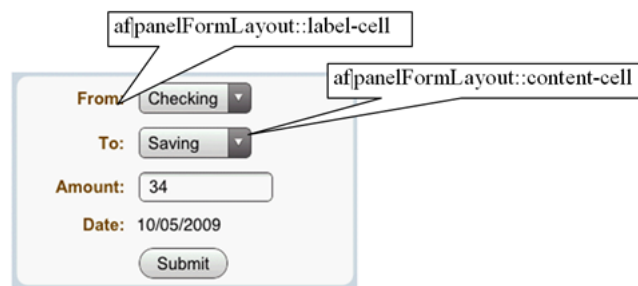 af|panelFormLayout::label-cell
af|panelFormLayout::content-cell
From: Checking
To: Saving
Amount: 34
Date: 10/05/2009
Submit